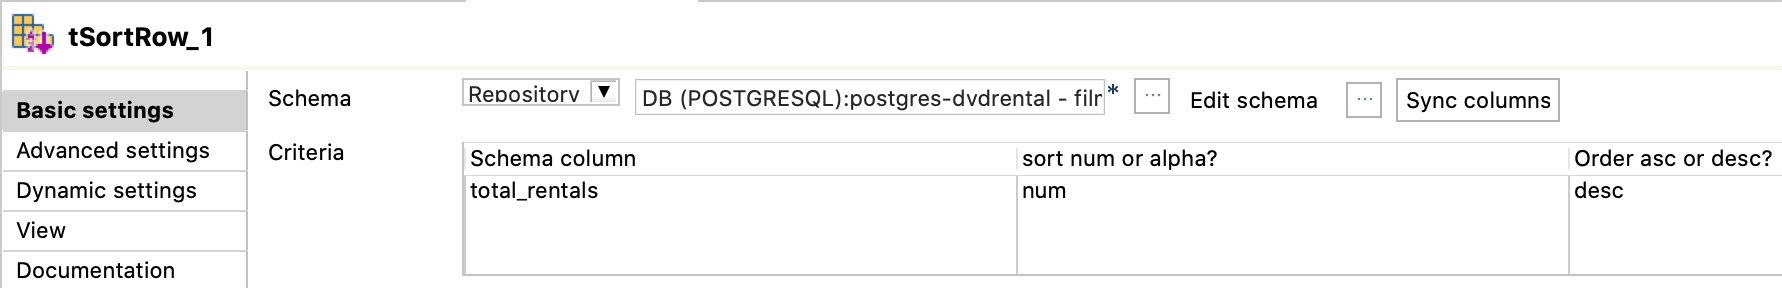 tSortRow_1
Basic settings
Advanced settings
Dynamic settings
View
Documentation
Schema Repository DB (POSTGRESQL):postgres-dvdrental - * ... Edit schema ... Sync columns
Criteria
Schema column sort num or alpha? Order asc or desc?
total_rentals num desc